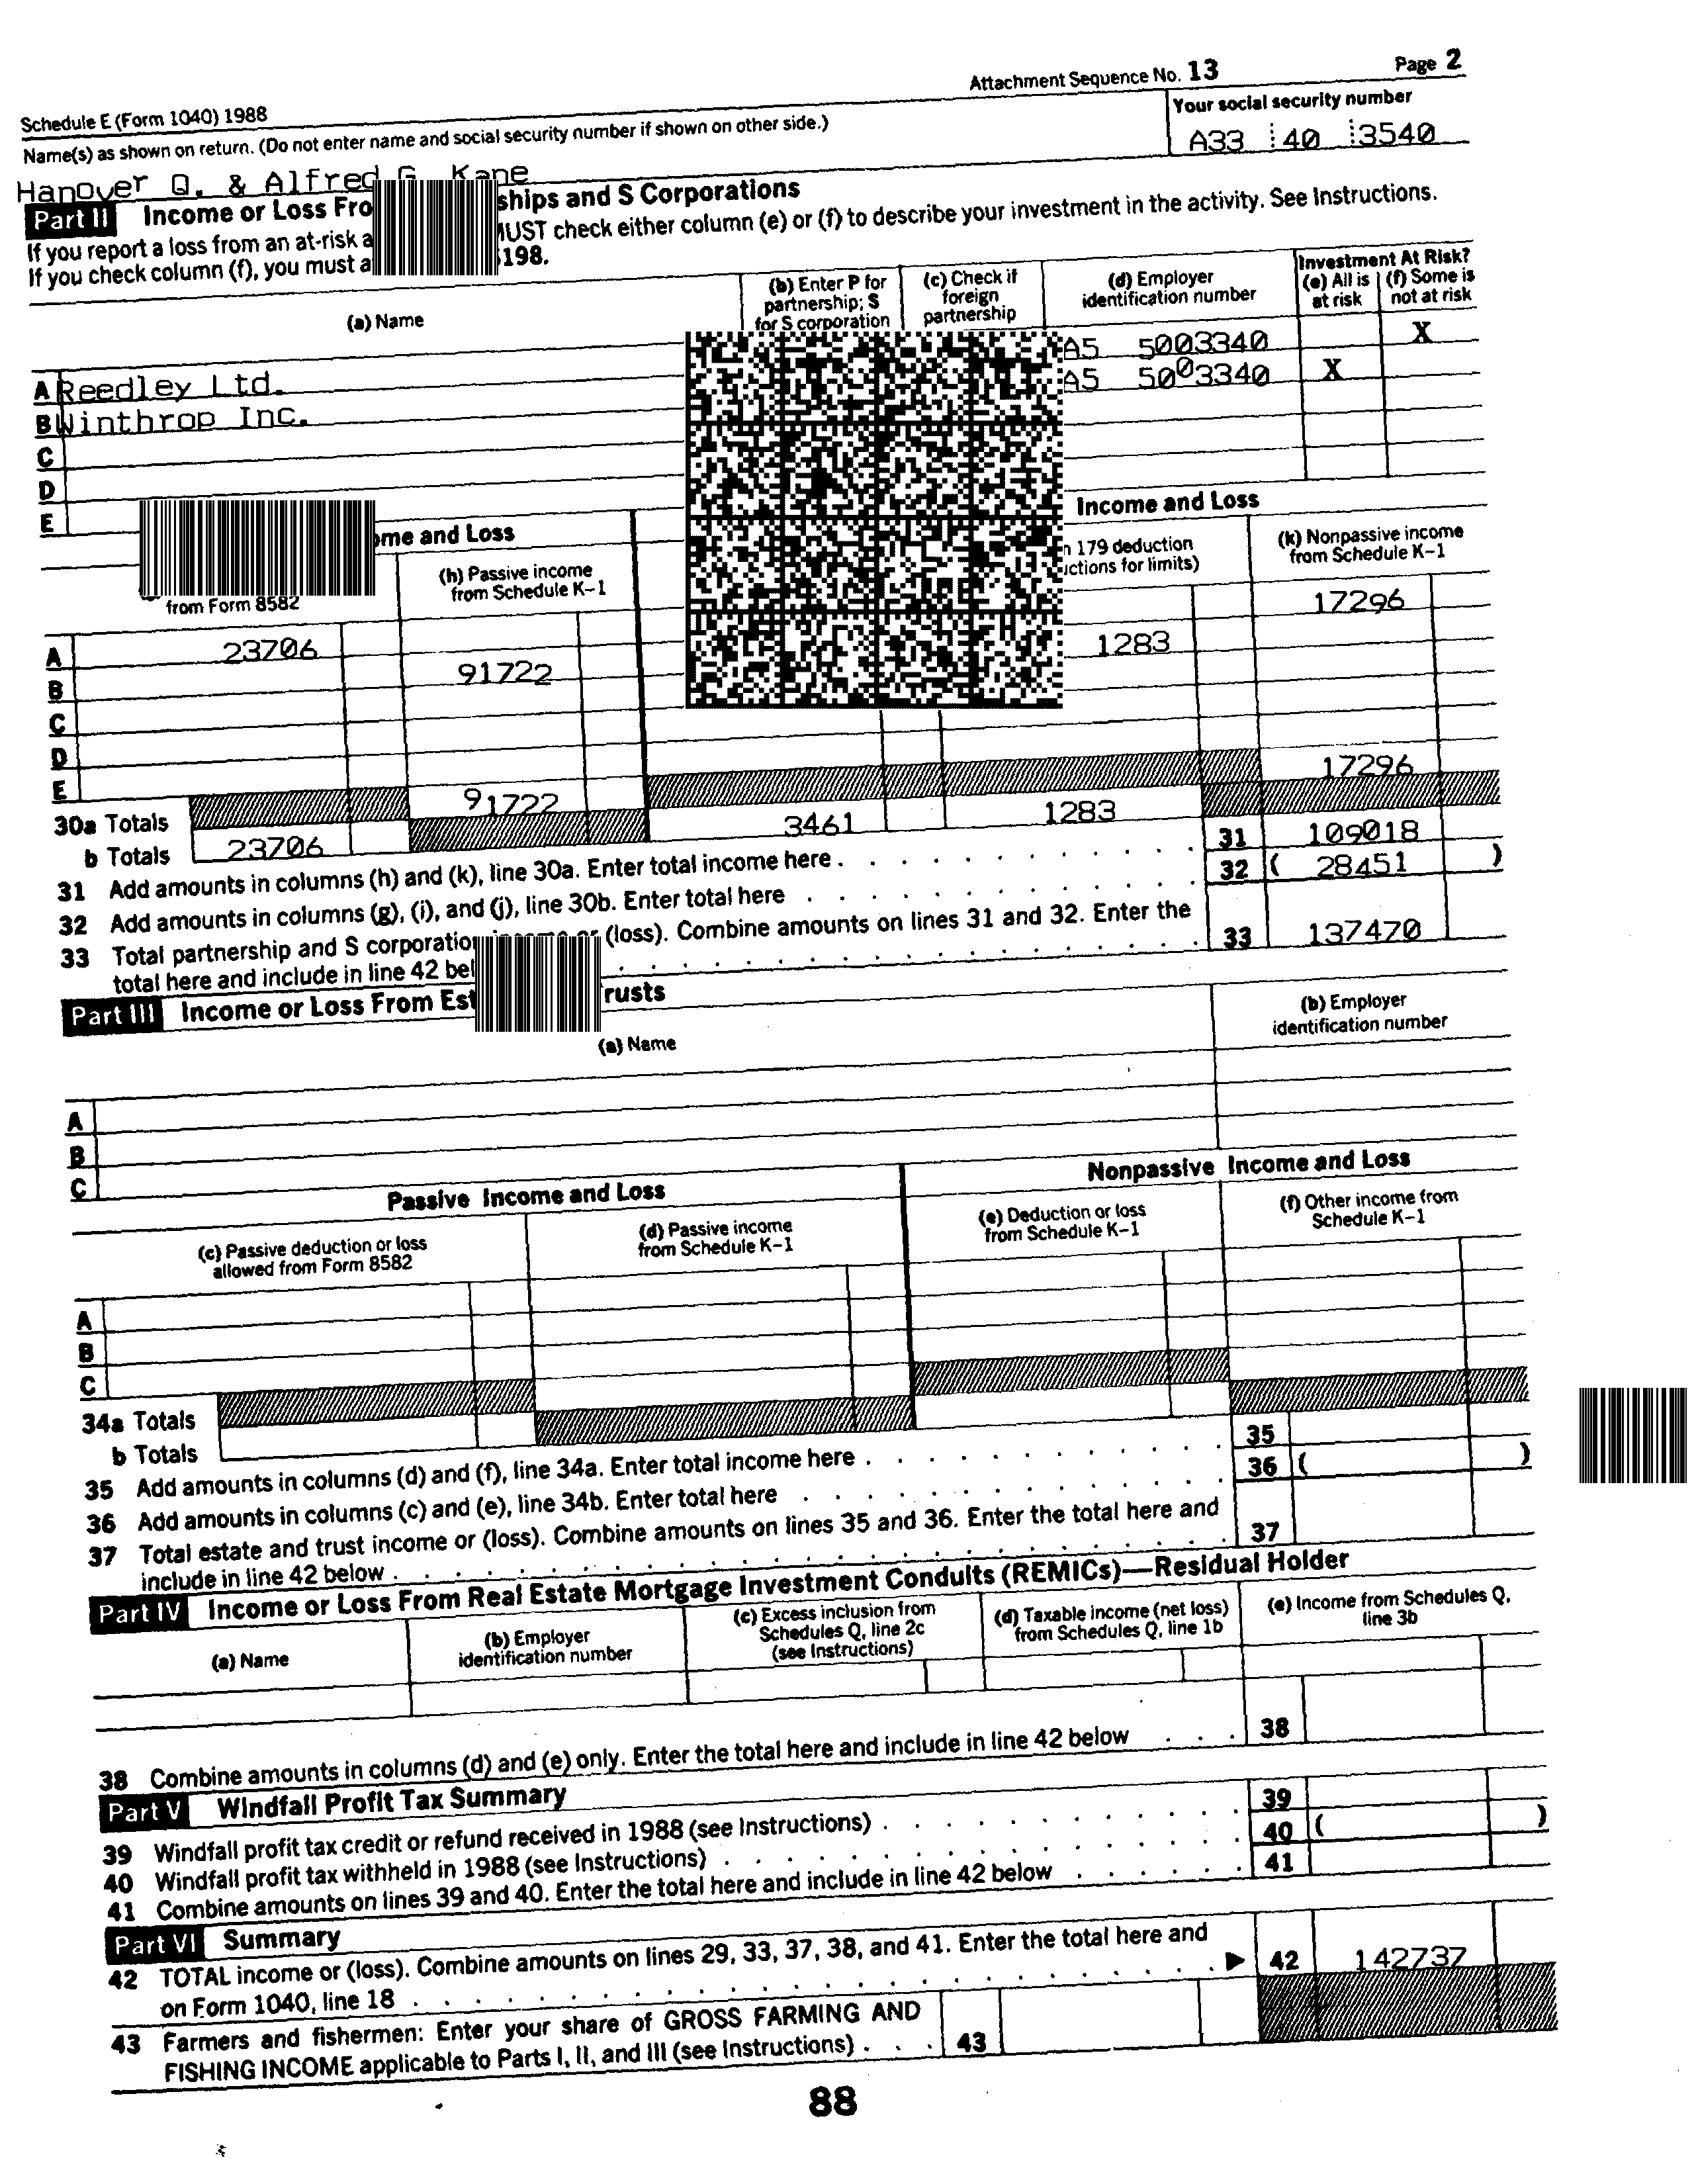 Attachment Sequence No. 13 Page 2
Schedule E (Form 1040) 1988
Name(s) as shown on return. (Do not enter name and social security number if shown on other side.) Your social security number
Hanover Q. & Alfred G. Kane A33 40 3540
Part II Income or Loss Fro ships and S Corporations
If you report a loss from an at-risk a MUST check either column (e) or (f) to describe your investment in the activity. See Instructions.
If you check column (f), you must a 198.
(a) Name
(b) Enter P for partnership; S for S corporation
(c) Check if foreign partnership
(d) Employer identification number
Investment At Risk?
(e) All is at risk
(f) Some is not at risk
A Reedley Ltd. A5 5003340 X
B Winthrop Inc. A5 5003340 X
C
D
E
me and Loss Income and Loss
from Form 8582
(h) Passive income from Schedule K-1
179 deduction
ctions for limits)
(k) Nonpassive income from Schedule K-1
A 23706 17296
B 91722 1283
C
D
E
30a Totals 91722 17296
b Totals 23706 3461 1283
31 Add amounts in columns (h) and (k), line 30a. Enter total income here 31 109018
32 Add amounts in columns (g), (i), and (j), line 30b. Enter total here 32 ( 28451 )
33 Total partnership and S corporation income or (loss). Combine amounts on lines 31 and 32. Enter the
total here and include in line 42 bel 33 137470
Part III Income or Loss From Est rusts
(a) Name
(b) Employer identification number
A
B
C
Passive Income and Loss Nonpassive Income and Loss
(c) Passive deduction or loss allowed from Form 8582
(d) Passive income from Schedule K-1
(e) Deduction or loss from Schedule K-1
(f) Other income from Schedule K-1
A
B
C
34a Totals
b Totals
35 Add amounts in columns (d) and (f), line 34a. Enter total income here 35
36 Add amounts in columns (c) and (e), line 34b. Enter total here 36 ( )
37 Total estate and trust income or (loss). Combine amounts on lines 35 and 36. Enter the total here and
include in line 42 below 37
Part IV Income or Loss From Real Estate Mortgage Investment Conduits (REMICs)—Residual Holder
(a) Name
(b) Employer identification number
(c) Excess inclusion from Schedules Q, line 2c (see Instructions)
(d) Taxable income (net loss) from Schedules Q, line 1b
(e) Income from Schedules Q, line 3b
38 Combine amounts in columns (d) and (e) only. Enter the total here and include in line 42 below 38
Part V Windfall Profit Tax Summary
39 Windfall profit tax credit or refund received in 1988 (see Instructions) 39
40 Windfall profit tax withheld in 1988 (see Instructions) 40 ( )
41 Combine amounts on lines 39 and 40. Enter the total here and include in line 42 below 41
Part VI Summary
42 TOTAL income or (loss). Combine amounts on lines 29, 33, 37, 38, and 41. Enter the total here and
on Form 1040, line 18 42 142737
43 Farmers and fishermen: Enter your share of GROSS FARMING AND
FISHING INCOME applicable to Parts I, II, and III (see Instructions) 43
88